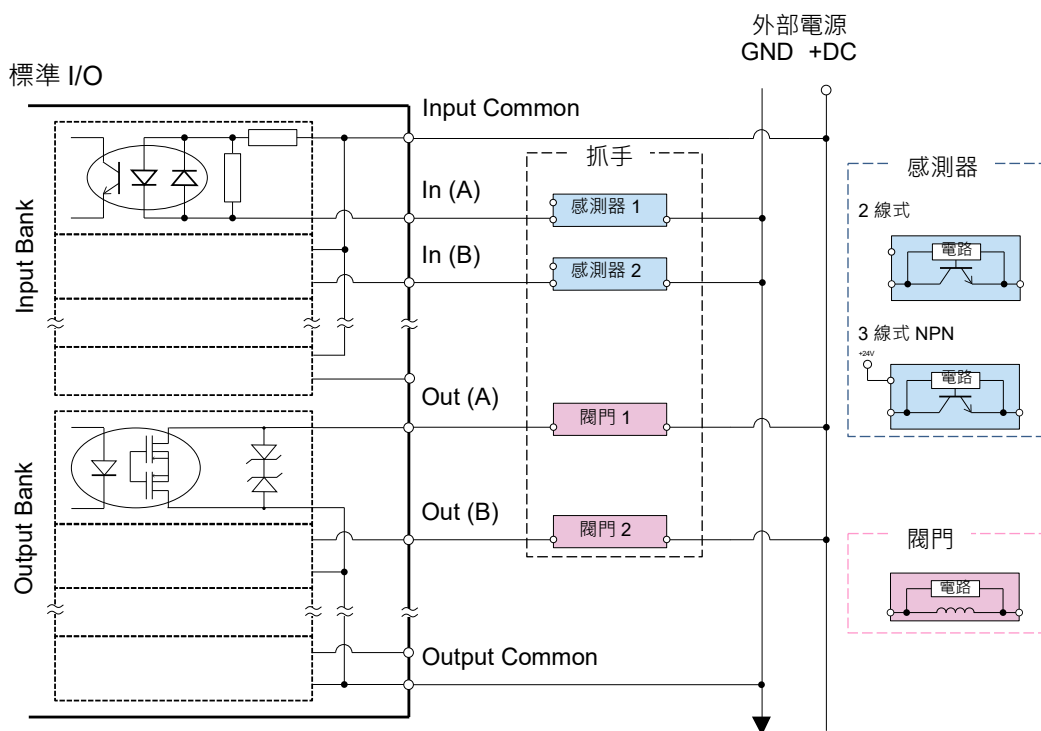 外部電源
GND +DC
標準 I/O
Input Common
抓手
感測器
In (A)
感測器 1
2 線式
電路
Input Bank
In (B)
感測器 2
3 線式 NPN
+24V
電路
Out (A)
閥門 1
Output Bank
Out (B)
閥門 2
閥門
電路
Output Common